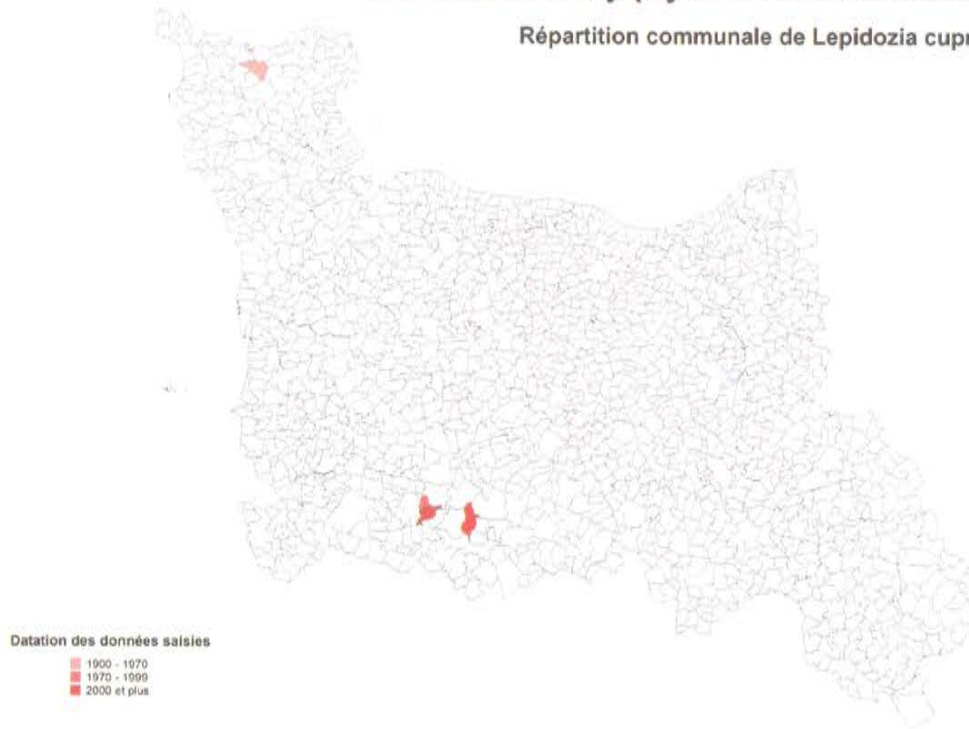 Répartition communale de Lepidozia cupr
Datation des données saisies
1900 - 1970
1970 - 1999
2000 et plus